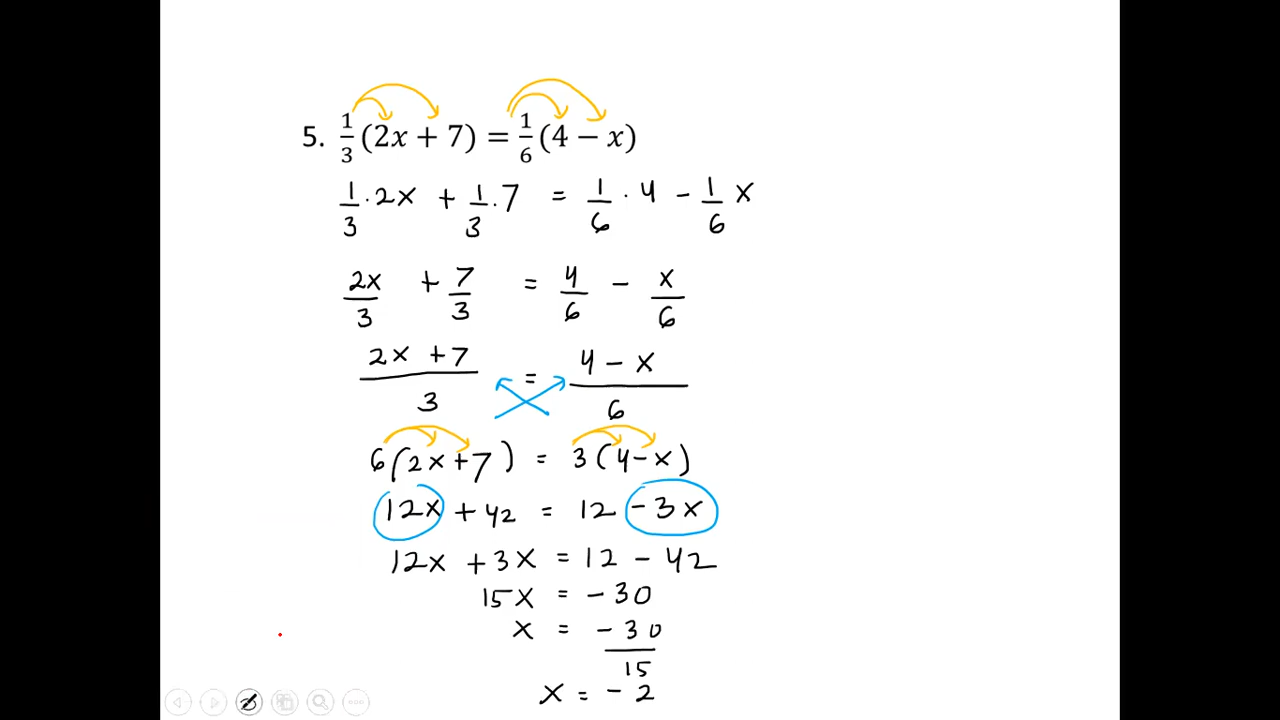 5. 1/3 (2x + 7) = 1/6 (4 − x)
1/3 · 2x + 1/3 · 7 = 1/6 · 4 − 1/6 x
2x/3 + 7/3 = 4/6 − x/6
(2x + 7)/3 = (4 − x)/6
6(2x + 7) = 3(4 − x)
12x + 42 = 12 − 3x
12x + 3x = 12 − 42
15x = − 30
x = − 30/15
x = − 2